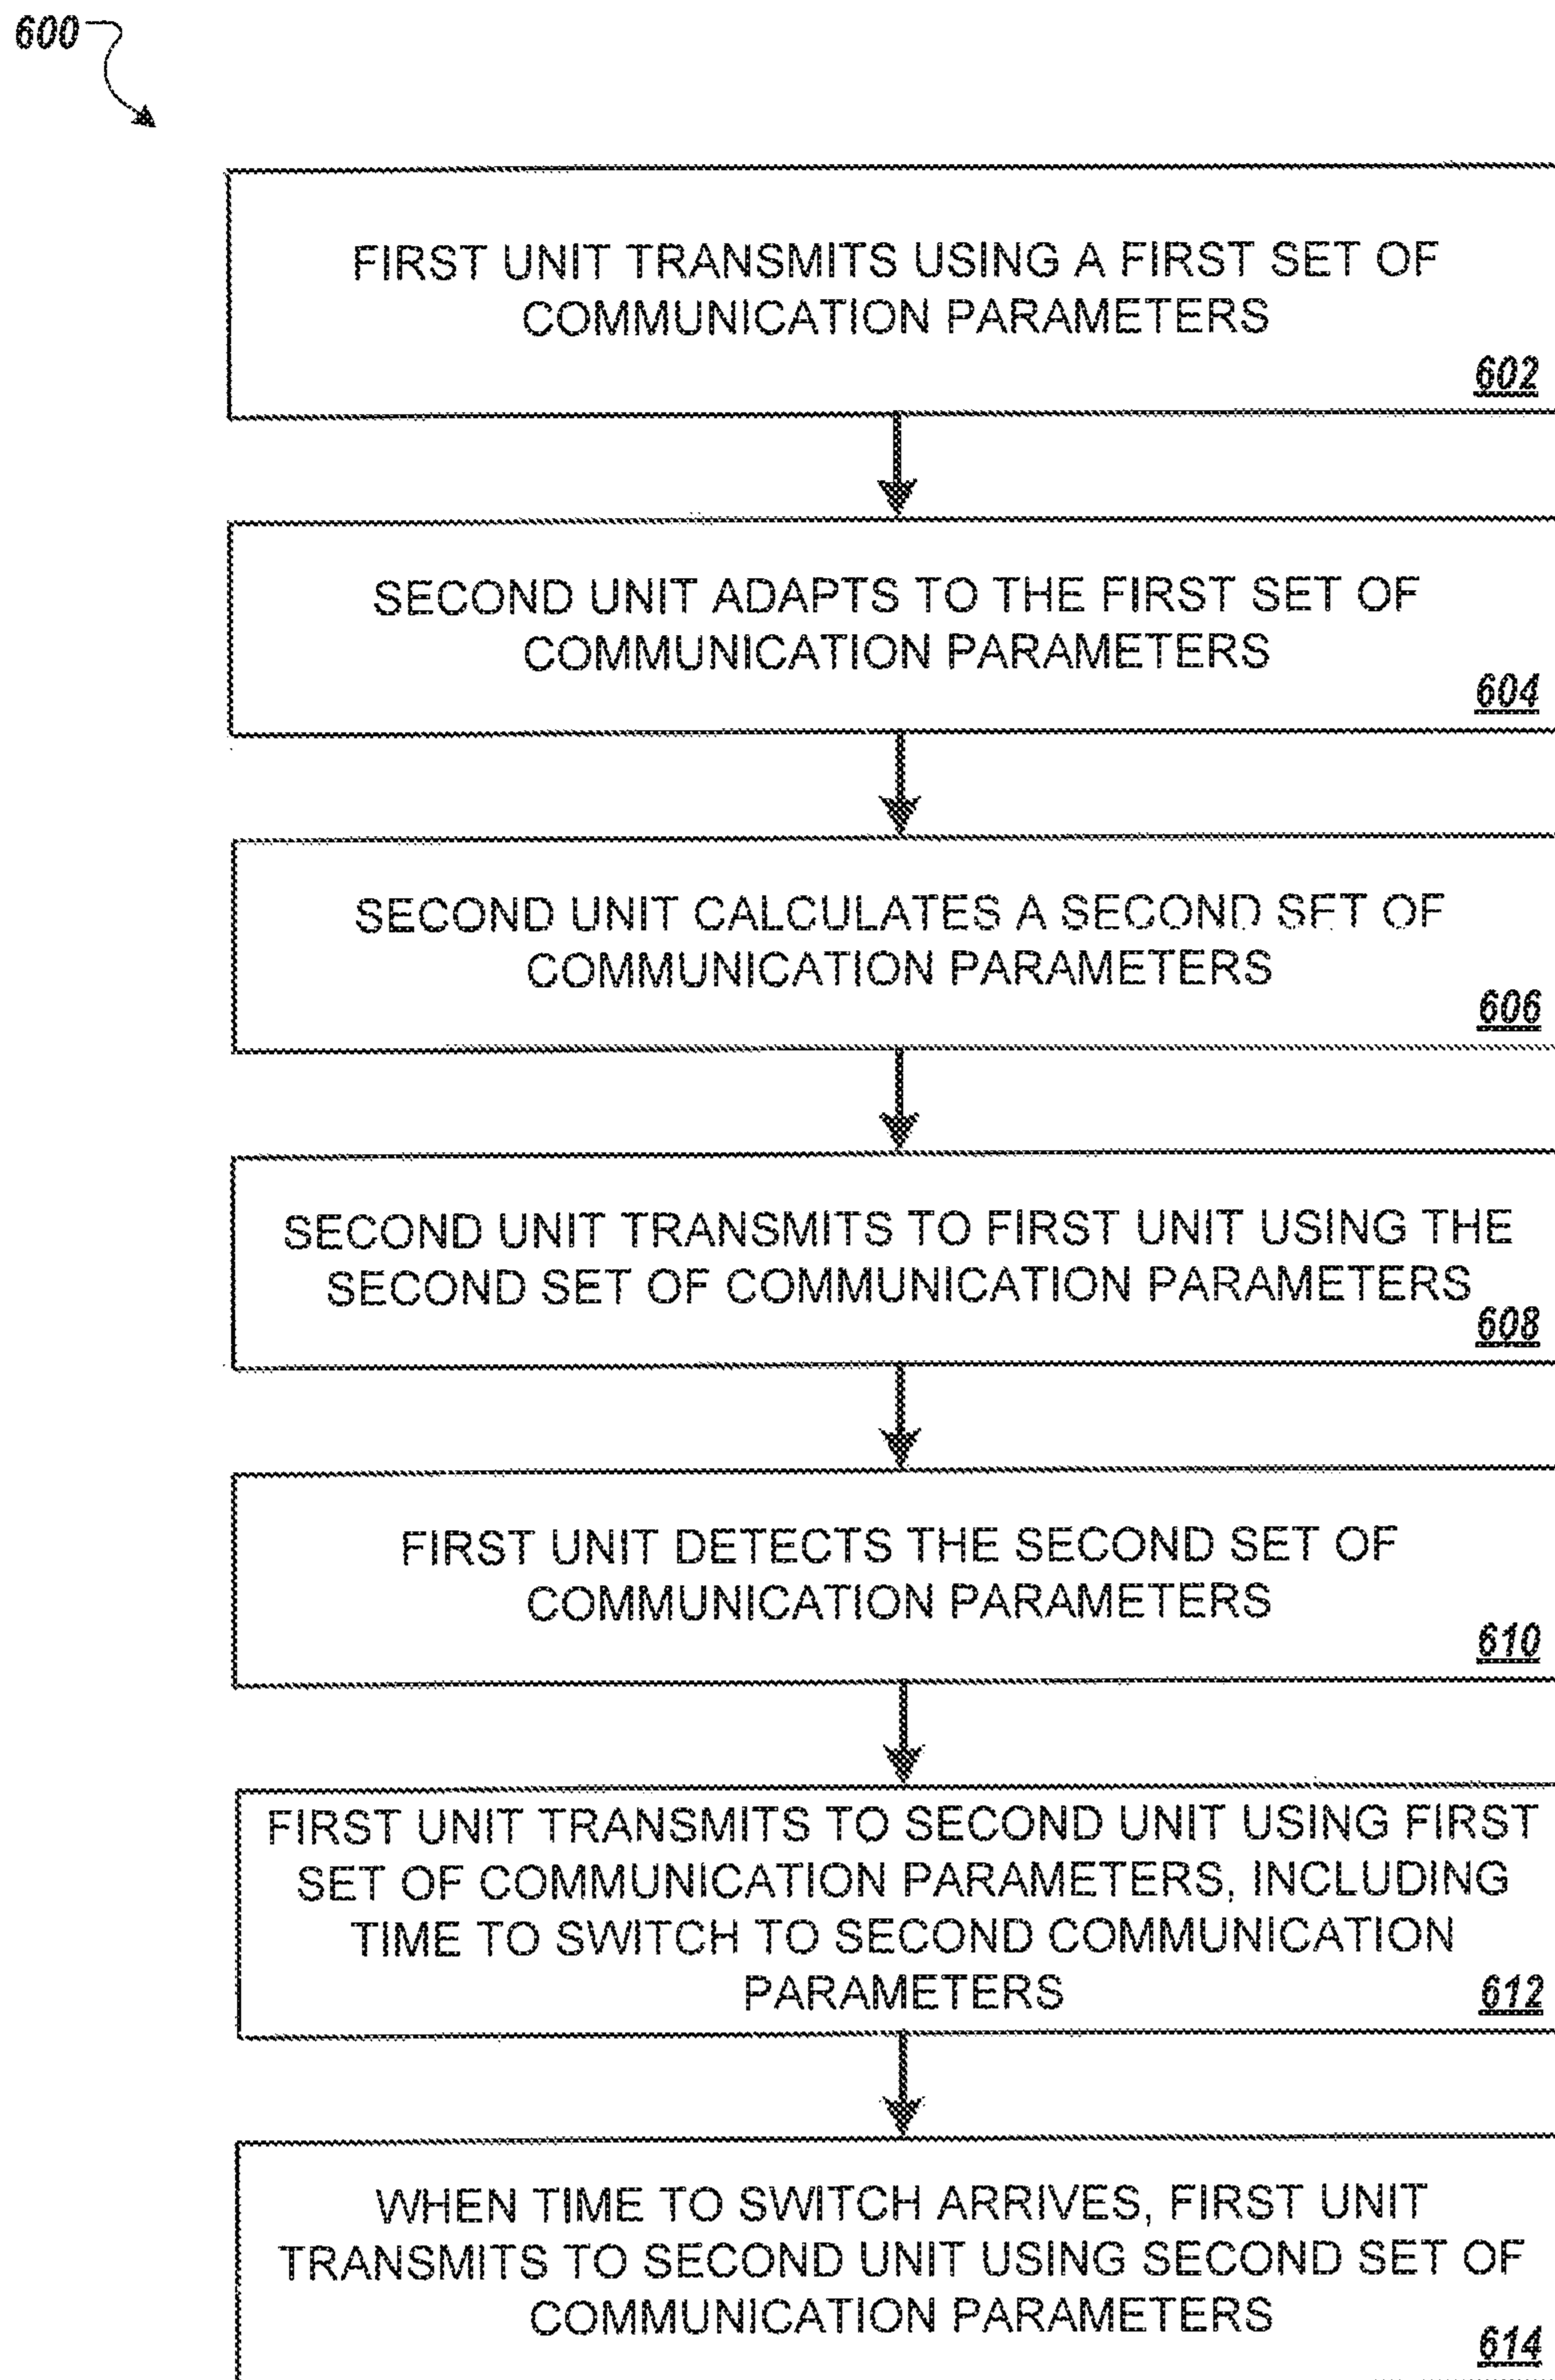 600
FIRST UNIT TRANSMITS USING A FIRST SET OF
COMMUNICATION PARAMETERS
602
SECOND UNIT ADAPTS TO THE FIRST SET OF
COMMUNICATION PARAMETERS
604
SECOND UNIT CALCULATES A SECOND SET OF
COMMUNICATION PARAMETERS
606
SECOND UNIT TRANSMITS TO FIRST UNIT USING THE
SECOND SET OF COMMUNICATION PARAMETERS
608
FIRST UNIT DETECTS THE SECOND SET OF
COMMUNICATION PARAMETERS
610
FIRST UNIT TRANSMITS TO SECOND UNIT USING FIRST
SET OF COMMUNICATION PARAMETERS, INCLUDING
TIME TO SWITCH TO SECOND COMMUNICATION
PARAMETERS
612
WHEN TIME TO SWITCH ARRIVES, FIRST UNIT
TRANSMITS TO SECOND UNIT USING SECOND SET OF
COMMUNICATION PARAMETERS
614